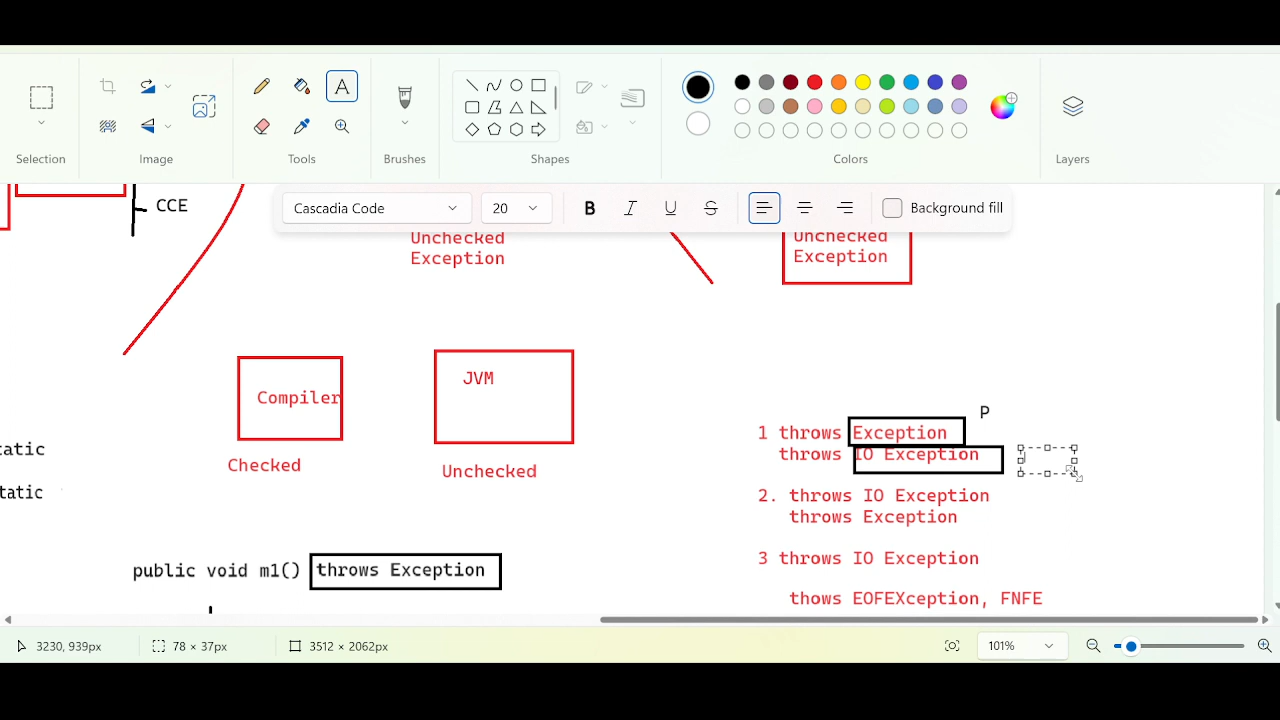 Selection
Image
Tools
Brushes
Shapes
Colors
Layers
Cascadia Code
20
B I U S
Background fill
CCE
Unchecked
Exception
Unchecked
Exception
Compiler
JVM
Checked
Unchecked
tatic
tatic
P
1 throws Exception
throws IO Exception
2. throws IO Exception
throws Exception
3 throws IO Exception
thows EOFEXception, FNFE
public void m1() throws Exception
3230, 939px
78 × 37px
3512 × 2062px
101%